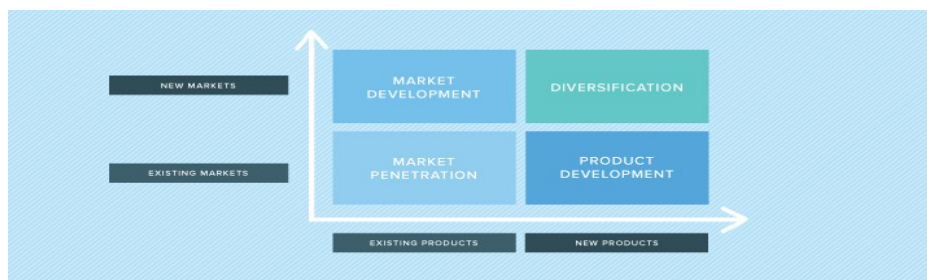 NEW MARKETS
MARKET
DEVELOPMENT
DIVERSIFICATION
EXISTING MARKETS
MARKET
PENETRATION
PRODUCT
DEVELOPMENT
EXISTING PRODUCTS
NEW PRODUCTS